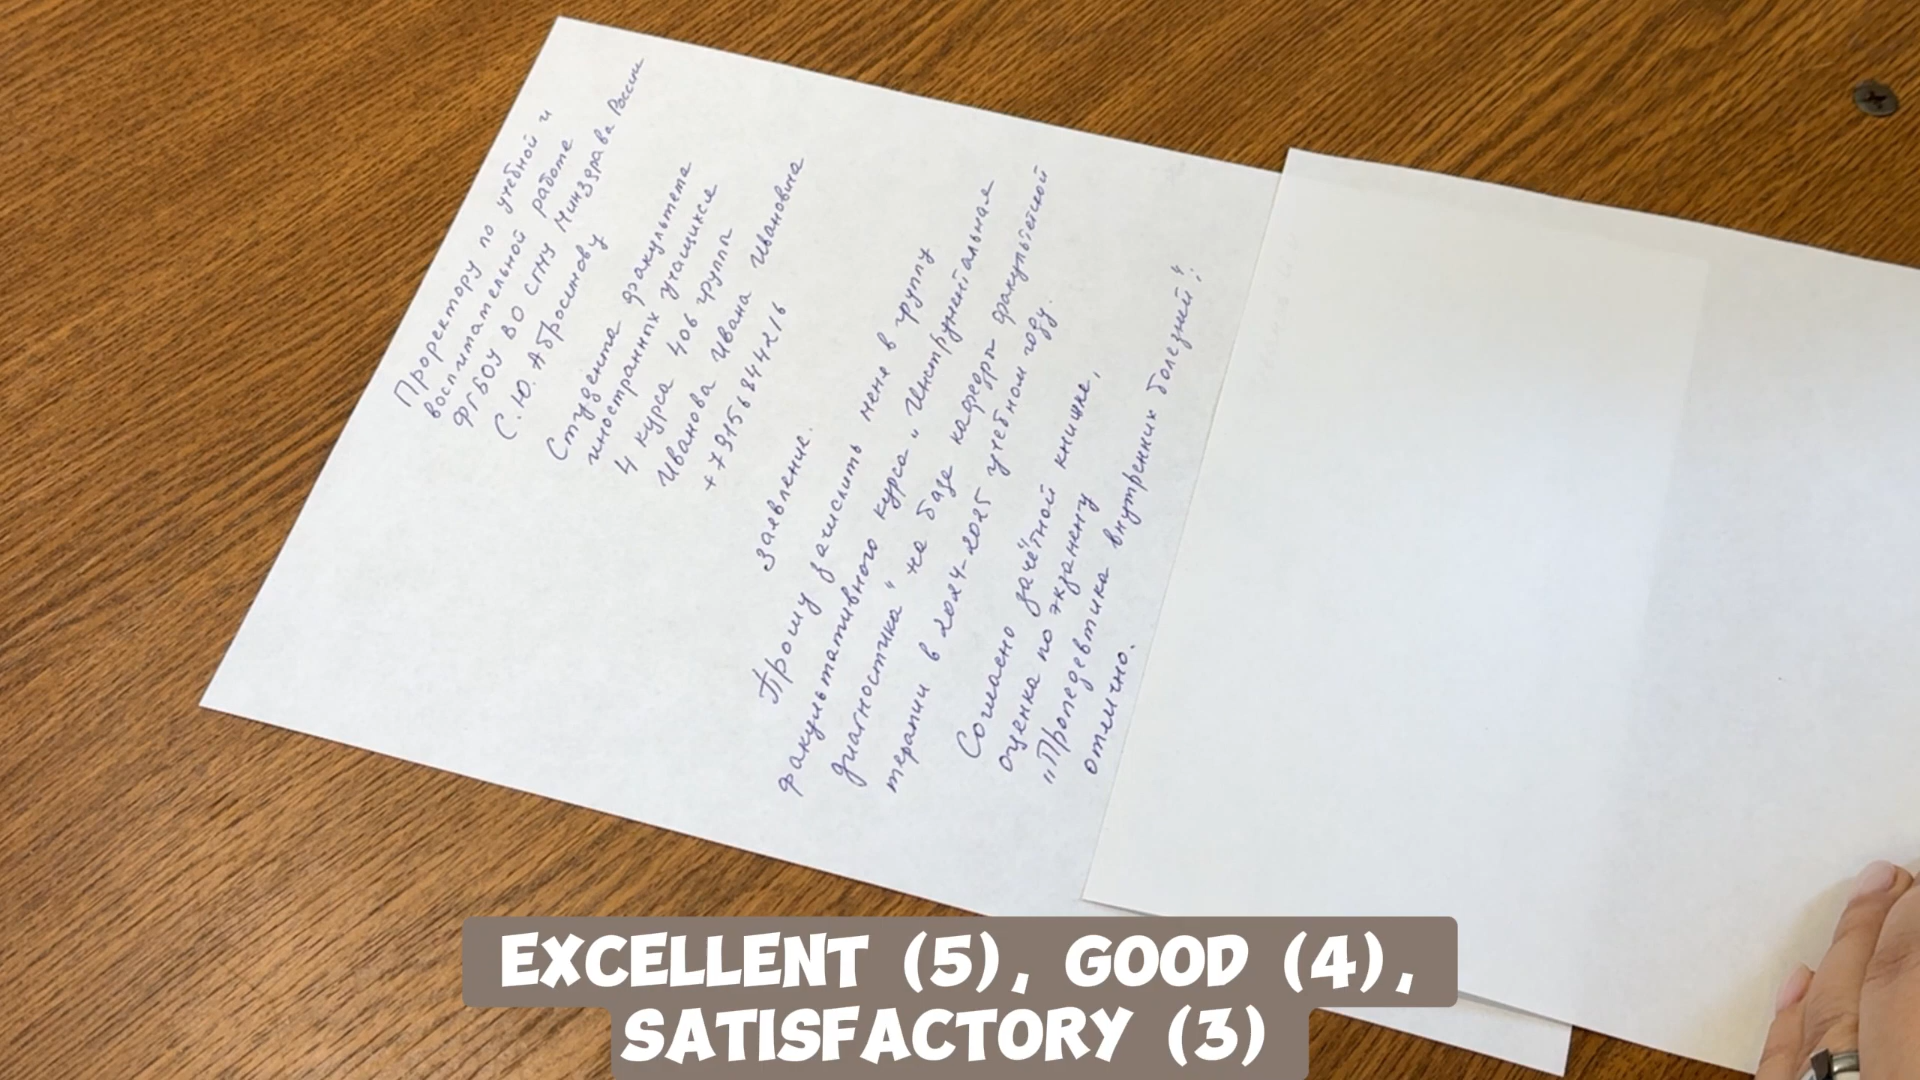 Проректору по учебной и
воспитательной работе
ФГБОУ ВО СГМУ Минздрава России
С.Ю. Абросимову
Студента факультета
иностранных учащихся
4 курса 406 группы
Иванова Ивана Ивановича
+79156844216
Заявление.
Прошу зачислить меня в группу
факультативного курса „Инструментальная
диагностика“ на базе кафедры факультетской
терапии в 2024-2025 учебном году.
Согласно зачётной книжке,
оценка по экзамену
„Пропедевтика внутренних болезней“:
отлично.
EXCELLENT (5), GOOD (4),
SATISFACTORY (3)